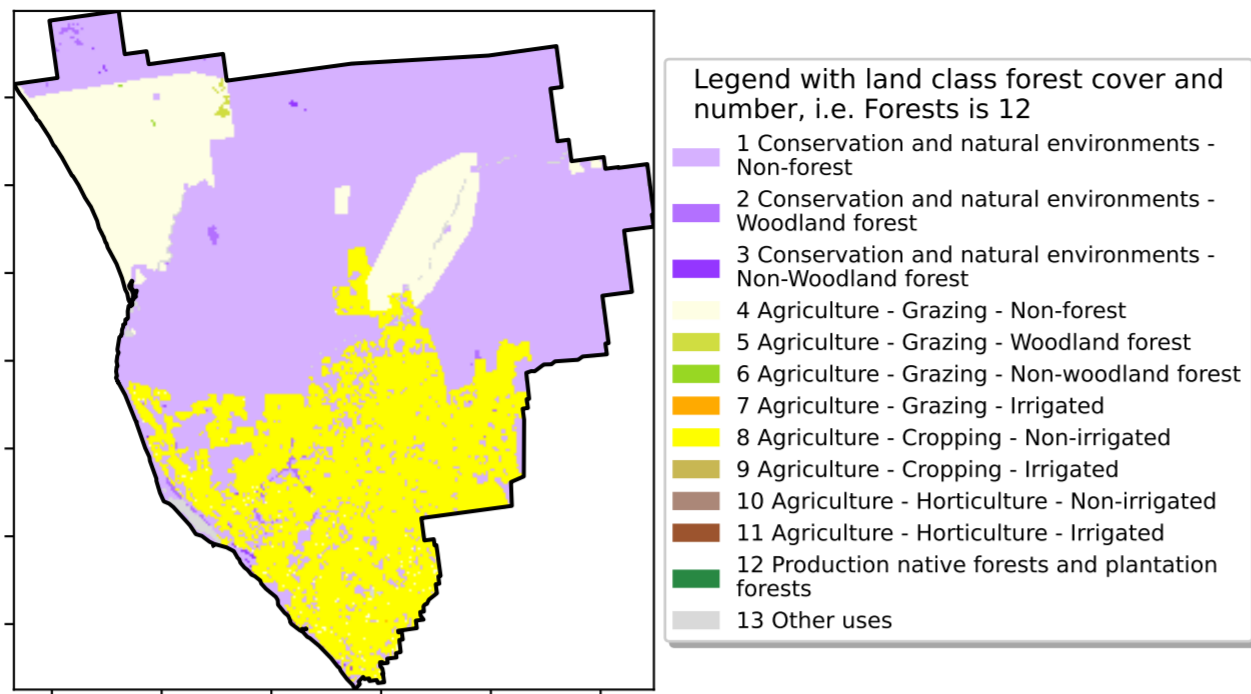 Legend with land class forest cover and
number, i.e. Forests is 12
1 Conservation and natural environments -
Non-forest
2 Conservation and natural environments -
Woodland forest
3 Conservation and natural environments -
Non-Woodland forest
4 Agriculture - Grazing - Non-forest
5 Agriculture - Grazing - Woodland forest
6 Agriculture - Grazing - Non-woodland forest
7 Agriculture - Grazing - Irrigated
8 Agriculture - Cropping - Non-irrigated
9 Agriculture - Cropping - Irrigated
10 Agriculture - Horticulture - Non-irrigated
11 Agriculture - Horticulture - Irrigated
12 Production native forests and plantation
forests
13 Other uses